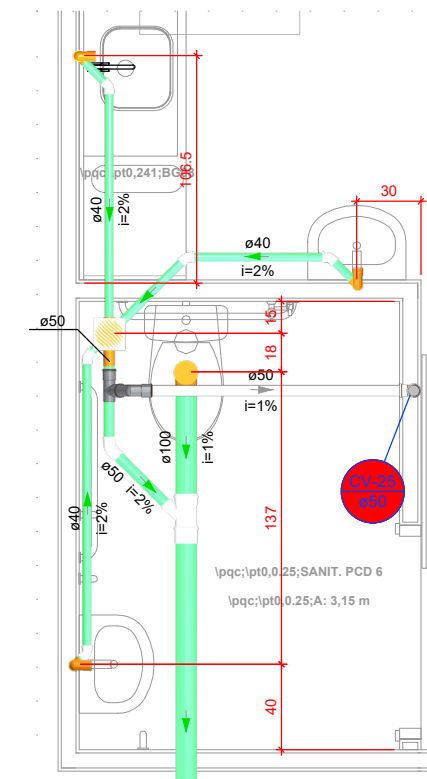 106.5
\pqc;\pt0,241;BG
30
ø40
i=2%
ø40
i=2%
15
ø50
18
ø50
i=1%
ø100
i=1%
CV-26
ø50
ø50
i=2%
ø40
i=2%
137
\pqc;\pt0,0.25;SANIT. PCD 6
\pqc;\pt0,0.25;A: 3,15 m
40